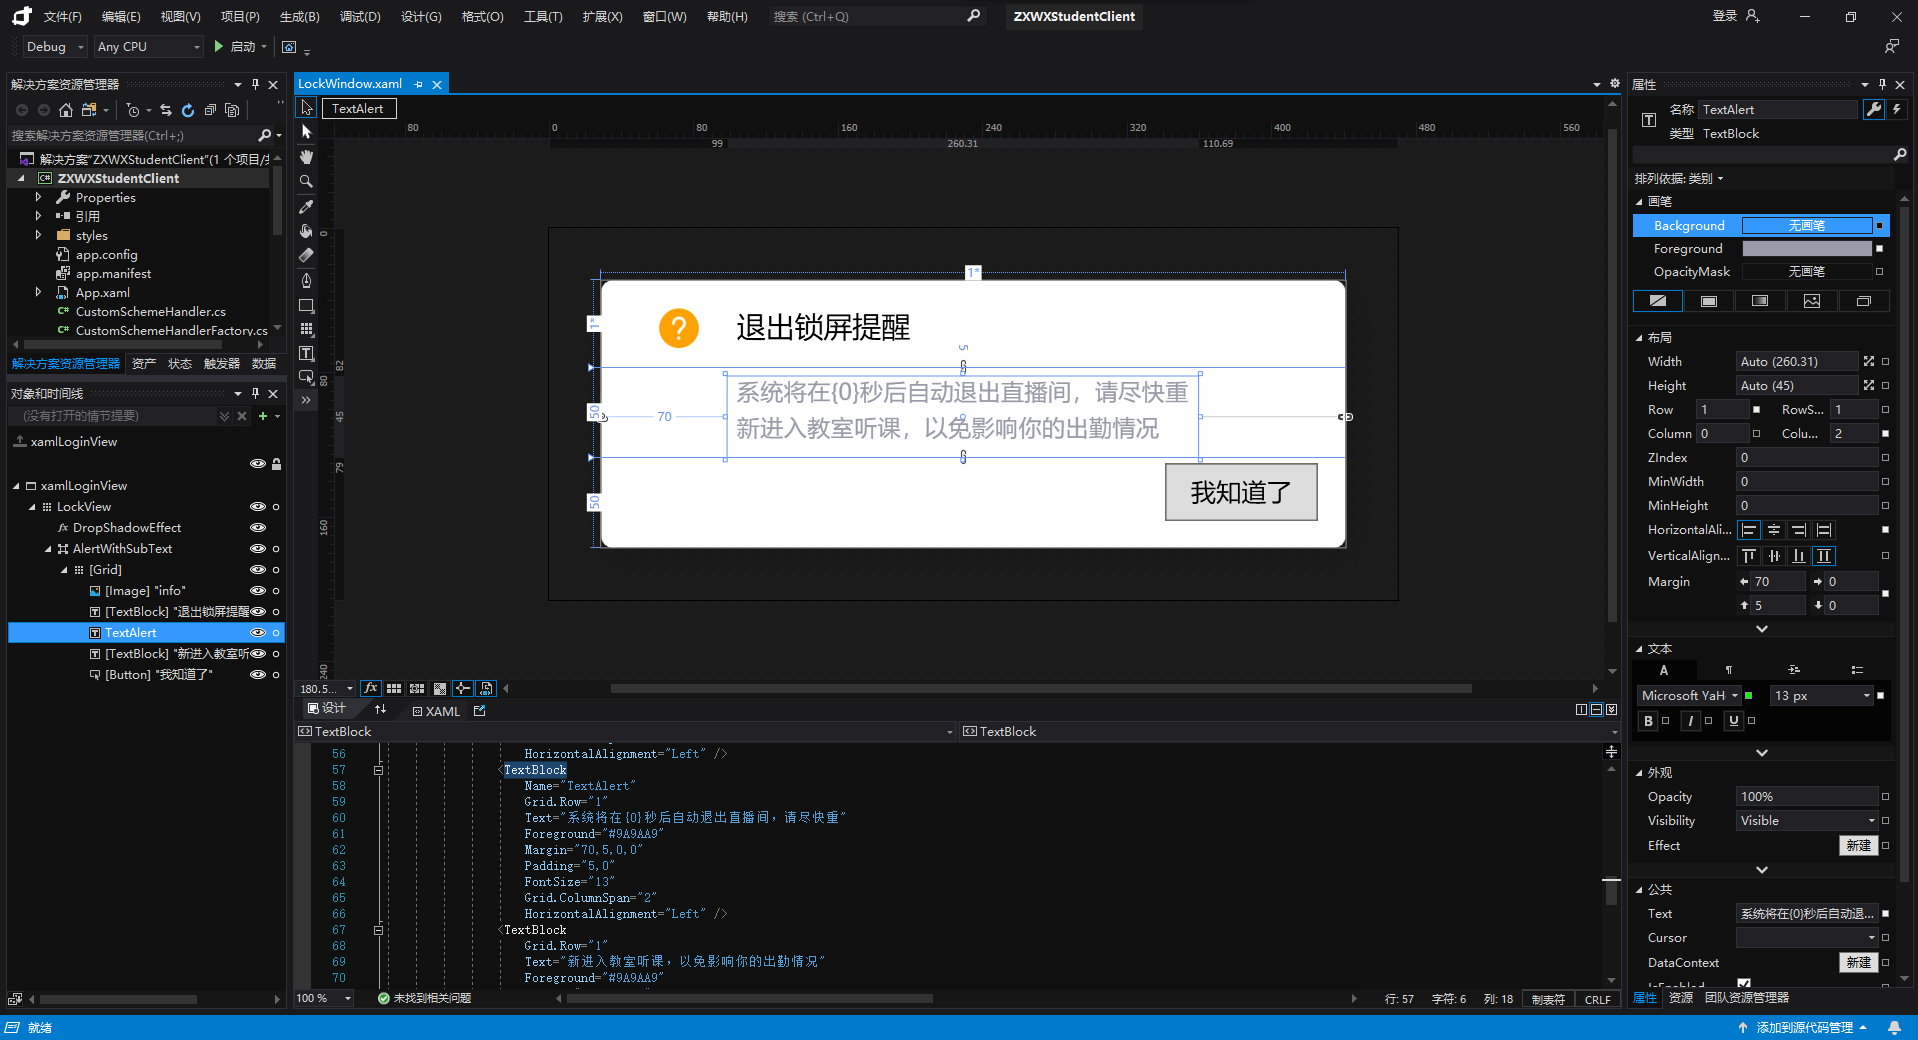 文件(F) 编辑(E) 视图(V) 项目(P) 生成(B) 调试(D) 设计(G) 格式(O) 工具(T) 扩展(X) 窗口(W) 帮助(H) 搜索 (Ctrl+Q) ZXWXStudentClient 登录
Debug Any CPU 启动
解决方案资源管理器
搜索解决方案资源管理器(Ctrl+;)
解决方案"ZXWXStudentClient"(1 个项目/
ZXWXStudentClient
Properties
引用
styles
app.config
app.manifest
App.xaml
CustomSchemeHandler.cs
CustomSchemeHandlerFactory.cs
解决方案资源管理器 资产 状态 触发器 数据
对象和时间线
(没有打开的情节提要)
xamlLoginView
xamlLoginView
LockView
fx DropShadowEffect
AlertWithSubText
[Grid]
[Image] "info"
[TextBlock] "退出锁屏提醒
TextAlert
[TextBlock] "新进入教室听
[Button] "我知道了"
LockWindow.xaml
TextAlert
80 0 80 160 240 320 400 480 560
99 260.31 110.69
0
82
80
45
79
160
240
1*
1*
50
50
70
5
0
0
?
退出锁屏提醒
系统将在{0}秒后自动退出直播间，请尽快重
新进入教室听课，以免影响你的出勤情况
我知道了
180.5... fx
设计 XAML
TextBlock TextBlock
56 HorizontalAlignment="Left" />
57 <TextBlock
58 Name="TextAlert"
59 Grid.Row="1"
60 Text="系统将在{0}秒后自动退出直播间，请尽快重"
61 Foreground="#9A9AA9"
62 Margin="70,5,0,0"
63 Padding="5,0"
64 FontSize="13"
65 Grid.ColumnSpan="2"
66 HorizontalAlignment="Left" />
67 <TextBlock
68 Grid.Row="1"
69 Text="新进入教室听课，以免影响你的出勤情况"
70 Foreground="#9A9AA9"
100 % 未找到相关问题 行: 57 字符: 6 列: 18 制表符 CRLF
属性
名称 TextAlert
类型 TextBlock
排列依据: 类别
画笔
Background 无画笔
Foreground
OpacityMask 无画笔
布局
Width Auto (260.31)
Height Auto (45)
Row 1 RowS... 1
Column 0 Colu... 2
ZIndex 0
MinWidth 0
MinHeight 0
HorizontalAli...
VerticalAlign...
Margin 70 0
5 0
文本
A ¶
Microsoft YaH 13 px
B I U
外观
Opacity 100%
Visibility Visible
Effect 新建
公共
Text 系统将在{0}秒后自动退...
Cursor
DataContext 新建
IsEnabled
属性 资源 团队资源管理器
就绪 添加到源代码管理